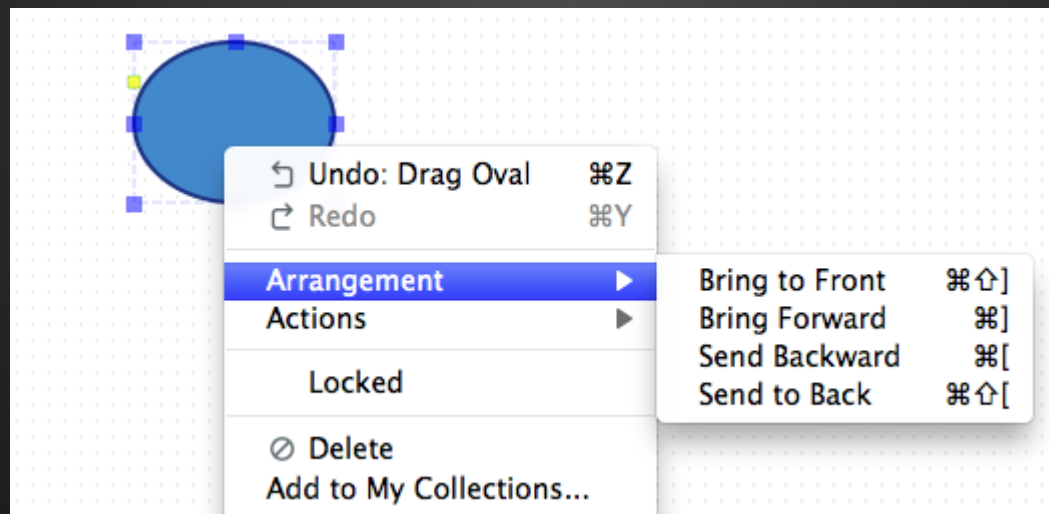 Undo: Drag Oval ⌘Z
Redo ⌘Y
Arrangement
Actions
Locked
Delete
Add to My Collections...
Bring to Front ⌘⇧]
Bring Forward ⌘]
Send Backward ⌘[
Send to Back ⌘⇧[